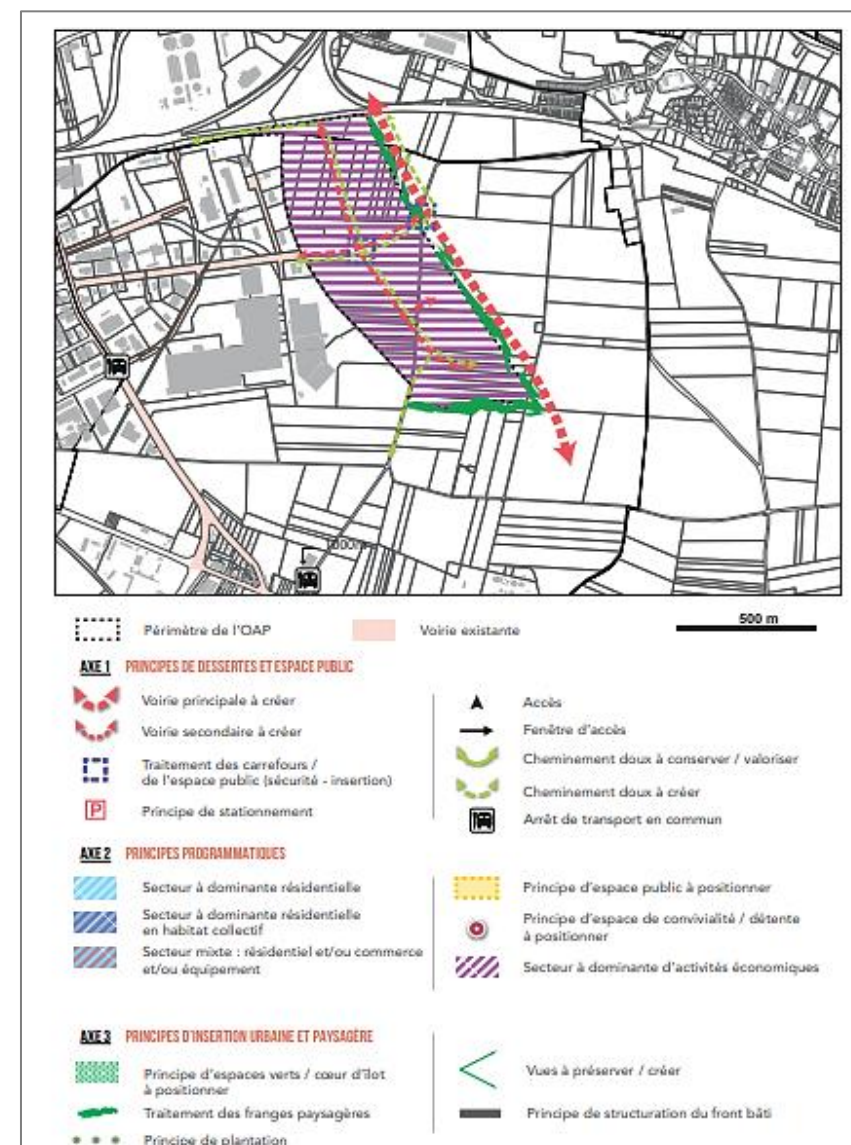 500 m
Périmètre de l'OAP
Voirie existante
AXE 1 PRINCIPES DE DESSERTES ET ESPACE PUBLIC
Voirie principale à créer
Voirie secondaire à créer
Traitement des carrefours /
de l'espace public (sécurité - insertion)
P Principe de stationnement
Accès
Fenêtre d'accès
Cheminement doux à conserver / valoriser
Cheminement doux à créer
Arrêt de transport en commun
AXE 2 PRINCIPES PROGRAMMATIQUES
Secteur à dominante résidentielle
Secteur à dominante résidentielle
en habitat collectif
Secteur mixte : résidentiel et/ou commerce
et/ou équipement
Principe d'espace public à positionner
Principe d'espace de convivialité / détente
à positionner
Secteur à dominante d'activités économiques
AXE 3 PRINCIPES D'INSERTION URBAINE ET PAYSAGÈRE
Principe d'espaces verts / cœur d'îlot
à positionner
Traitement des franges paysagères
Principe de plantation
Vues à préserver / créer
Principe de structuration du front bâti